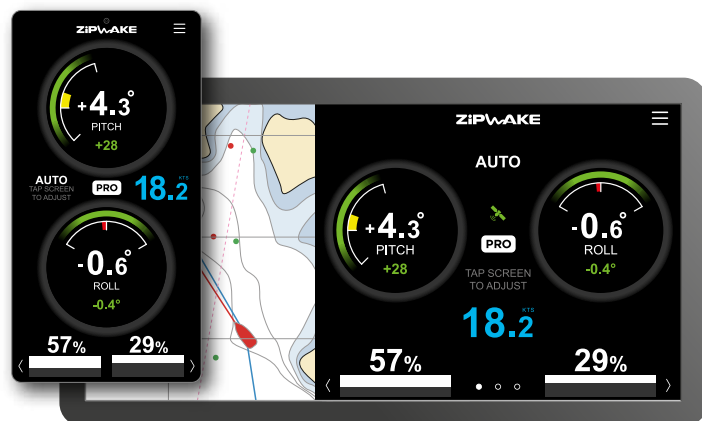 ZIPWAKE
+4.3°
PITCH
+28
AUTO
TAP SCREEN
TO ADJUST
PRO
18.2
KTS
-0.6°
ROLL
-0.4°
57%
29%
ZIPWAKE
AUTO
+4.3°
PITCH
+28
PRO
TAP SCREEN
TO ADJUST
18.2
KTS
-0.6°
ROLL
-0.4°
57%
29%